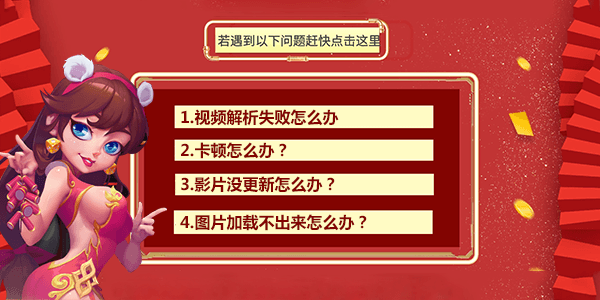 若遇到以下问题赶快点击这里
1.视频解析失败怎么办
2.卡顿怎么办？
3.影片没更新怎么办？
4.图片加载不出来怎么办？